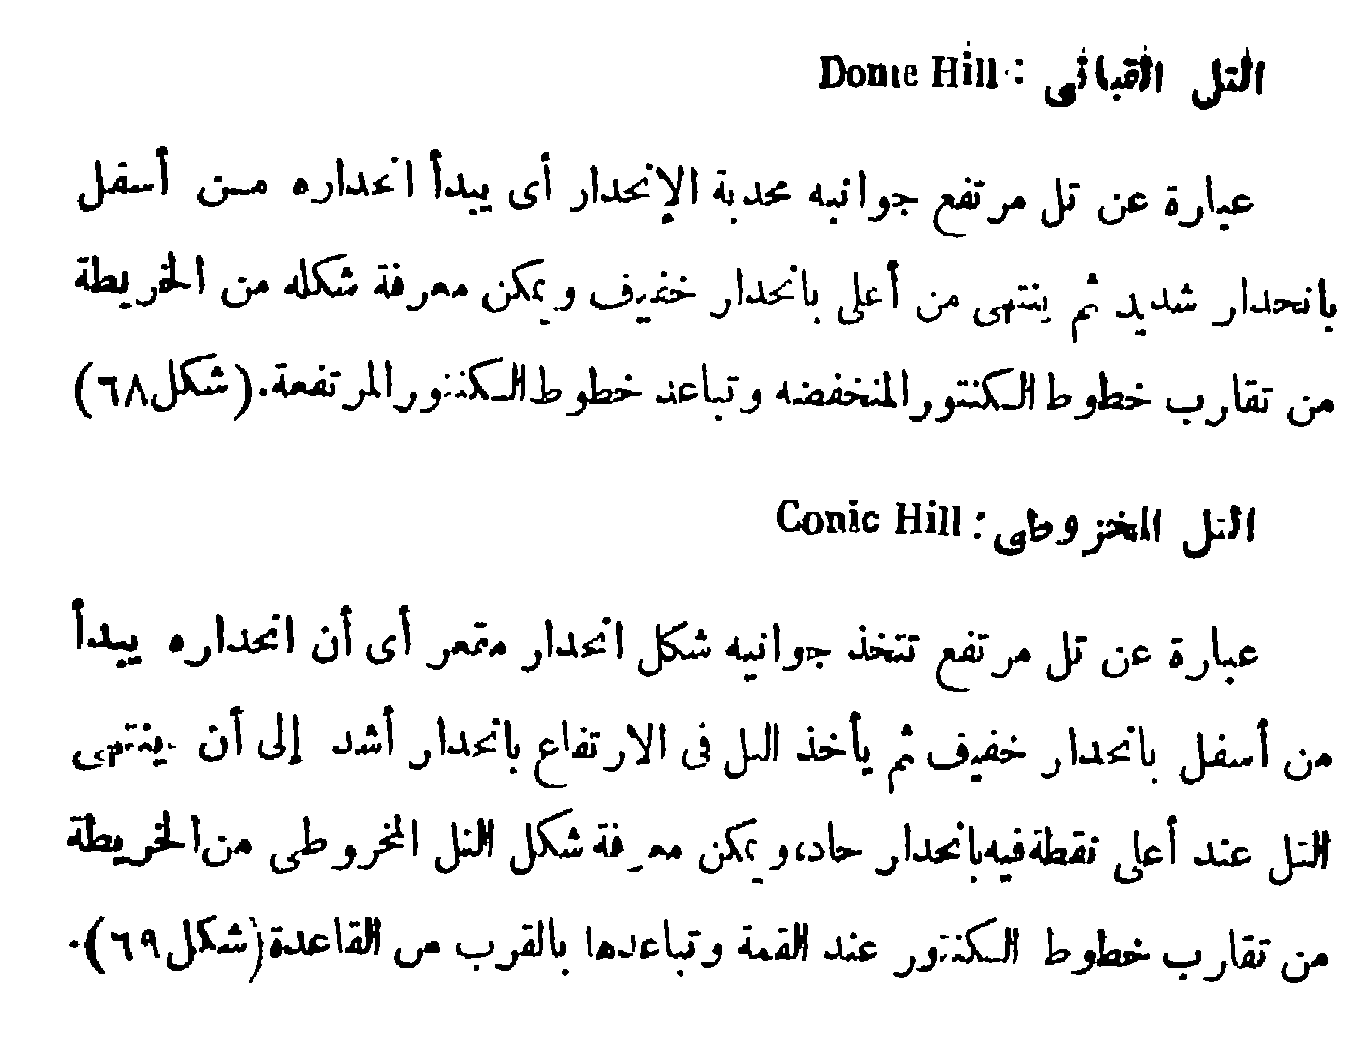 التل القبابى : Dome Hill
عبارة عن تل مرتفع جوانبه محدبة الإنحدار أى يبدأ انحداره من أسفل
بانحدار شديد ثم ينتهى من أعلى بانحدار خفيف ويمكن معرفة شكله من الخريطة
من تقارب خطوط الكنتور المنخفضه وتباعد خطوط الكنتور المرتفعة. (شكل ٦٨)
التل المخروطى : Conic Hill
عبارة عن تل مرتفع تتخذ جوانبه شكل انحدار مقعر أى أن انحداره يبدأ
من أسفل بانحدار خفيف ثم يأخذ التل فى الارتفاع بانحدار أشد إلى أن ينتهى
التل عند أعلى نقطة فيه بانحدار حاد، ويمكن معرفة شكل التل المخروطى من الخريطة
من تقارب خطوط الكنتور عند القمة وتباعدها بالقرب من القاعدة (شكل ٦٩).